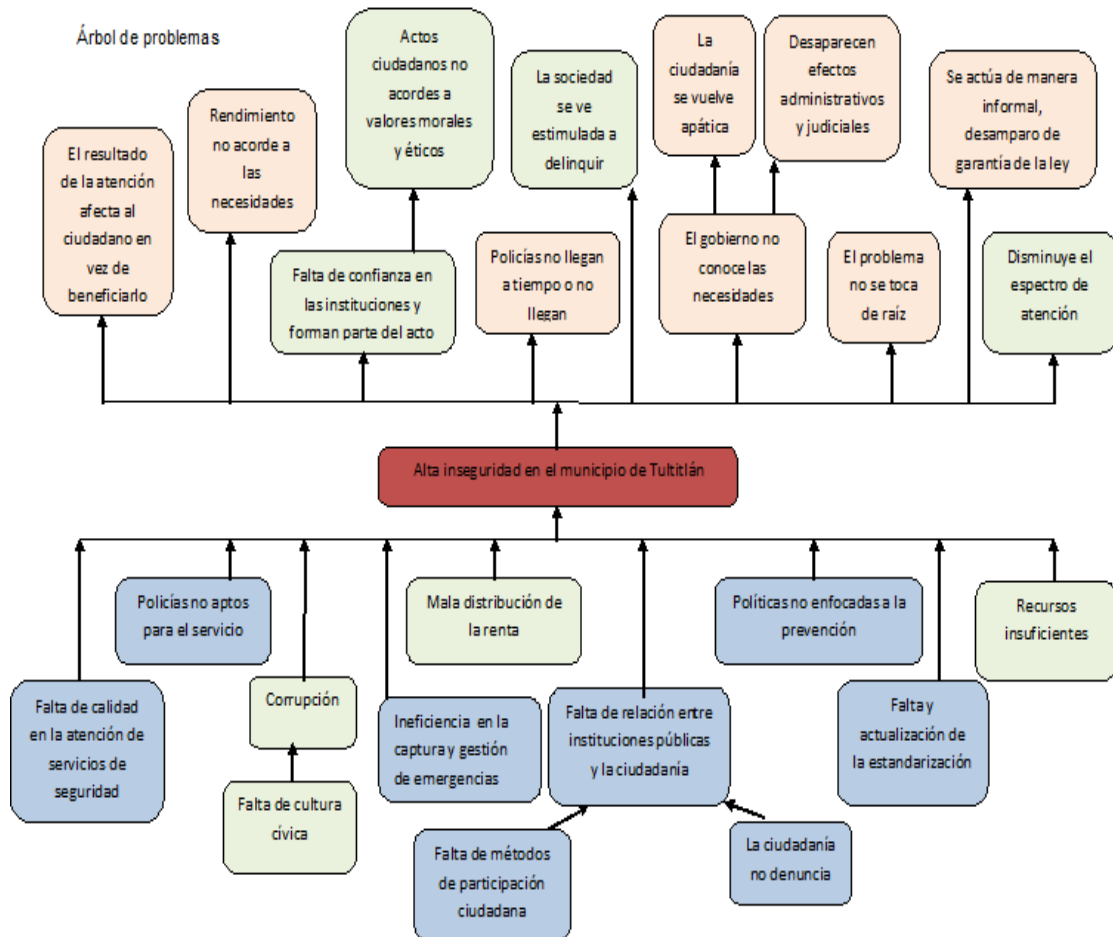 Árbol de problemas
Actos
ciudadanos no
acordes a
valores morales
y éticos
La sociedad
se ve
estimulada a
delinquir
La
ciudadanía
se vuelve
apática
Desaparecen
efectos
administrativos
y judiciales
Se actúa de manera
informal,
desamparo de
garantía de la ley
El resultado
de la atención
afecta al
ciudadano en
vez de
beneficiarlo
Rendimiento
no acorde a
las
necesidades
Falta de confianza en
las instituciones y
forman parte del acto
Policías no llegan
a tiempo o no
llegan
El gobierno no
conoce las
necesidades
El problema
no se toca
de raíz
Disminuye el
espectro de
atención
Alta inseguridad en el municipio de Tultitlán
Policías no aptos
para el servicio
Mala distribución de
la renta
Políticas no enfocadas a la
prevención
Recursos
insuficientes
Falta de calidad
en la atención de
servicios de
seguridad
Corrupción
Ineficiencia en la
captura y gestión
de emergencias
Falta de relación entre
instituciones públicas
y la ciudadanía
Falta y
actualización de
la estandarización
Falta de cultura
cívica
Falta de métodos
de participación
ciudadana
La ciudadanía
no denuncia